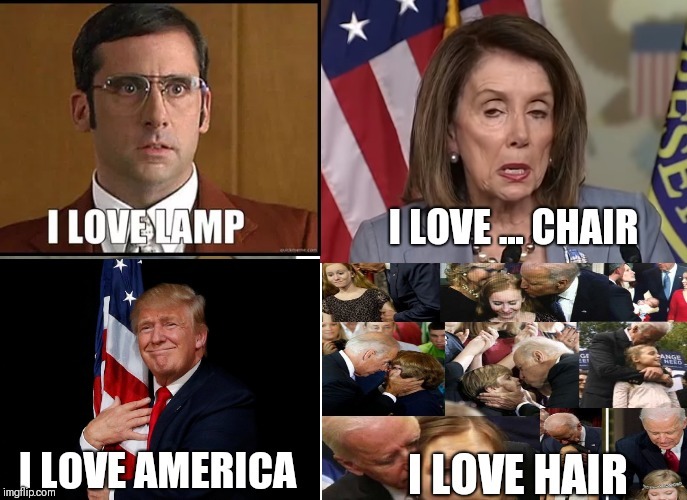 I LOVE LAMP
I LOVE ... CHAIR
I LOVE AMERICA
I LOVE HAIR
imgflip.com